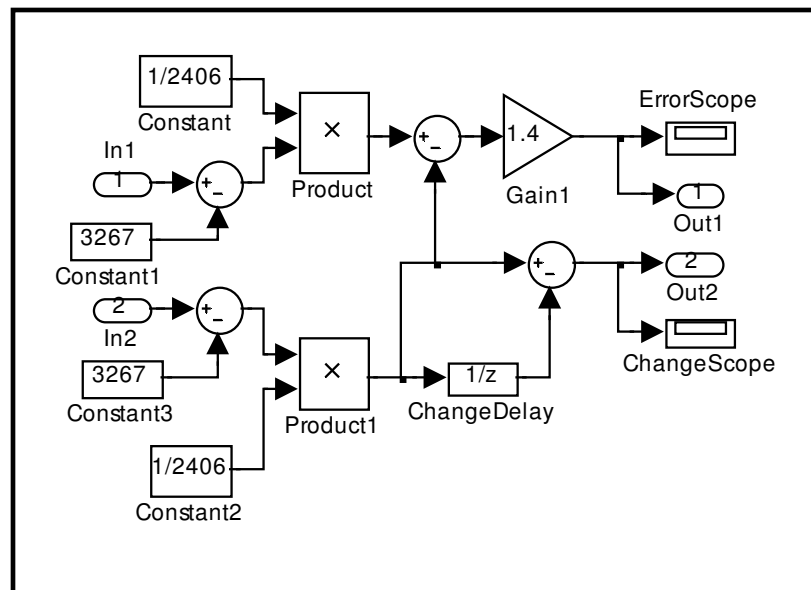 1/2406
Constant
In1
1
+
-
3267
Constant1
×
Product
+
-
1.4
Gain1
ErrorScope
1
Out1
In2
2
+
-
3267
Constant3
1/2406
Constant2
×
Product1
1/z
ChangeDelay
+
-
2
Out2
ChangeScope